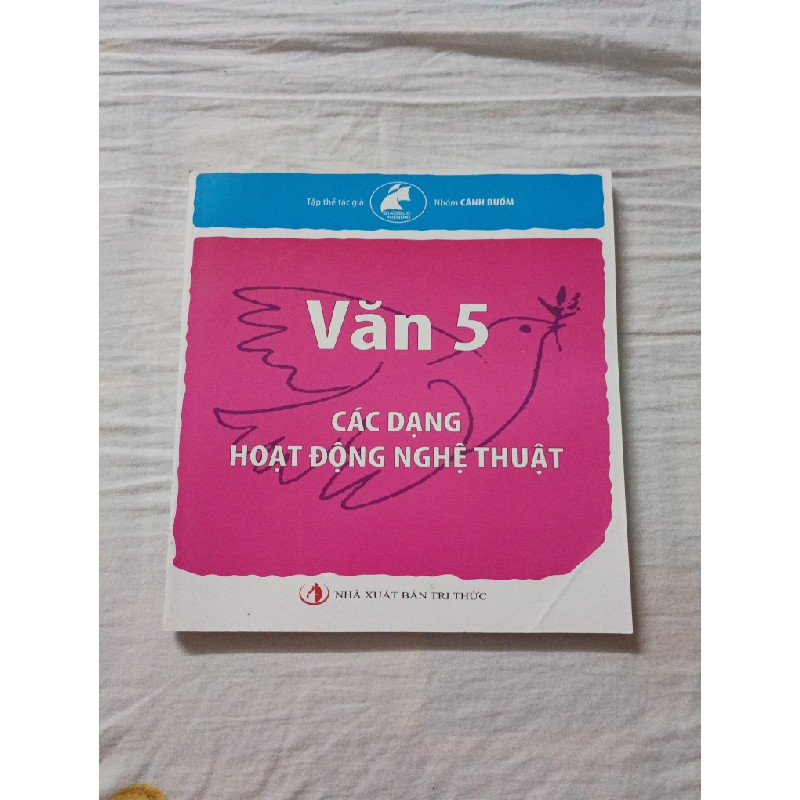 Tập thể tác giả
Nhóm CÁNH BUỒM
Văn 5
CÁC DẠNG
HOẠT ĐỘNG NGHỆ THUẬT
NHÀ XUẤT BẢN TRI THỨC